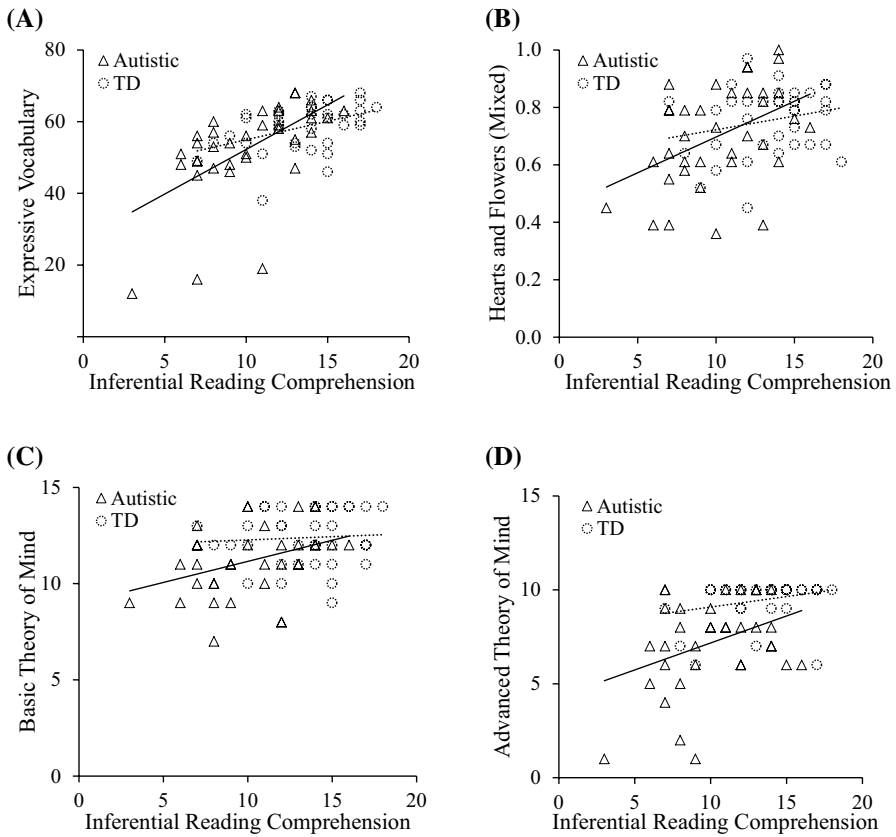 (A)
80
60
40
20
0
5
10
15
20
Autistic
TD
Expressive Vocabulary
Inferential Reading Comprehension
(B)
1.0
0.8
0.6
0.4
0.2
0.0
0
5
10
15
20
Autistic
TD
Hearts and Flowers (Mixed)
Inferential Reading Comprehension
(C)
15
10
5
0
0
5
10
15
20
Autistic
TD
Basic Theory of Mind
Inferential Reading Comprehension
(D)
15
10
5
0
0
5
10
15
20
Autistic
TD
Advanced Theory of Mind
Inferential Reading Comprehension